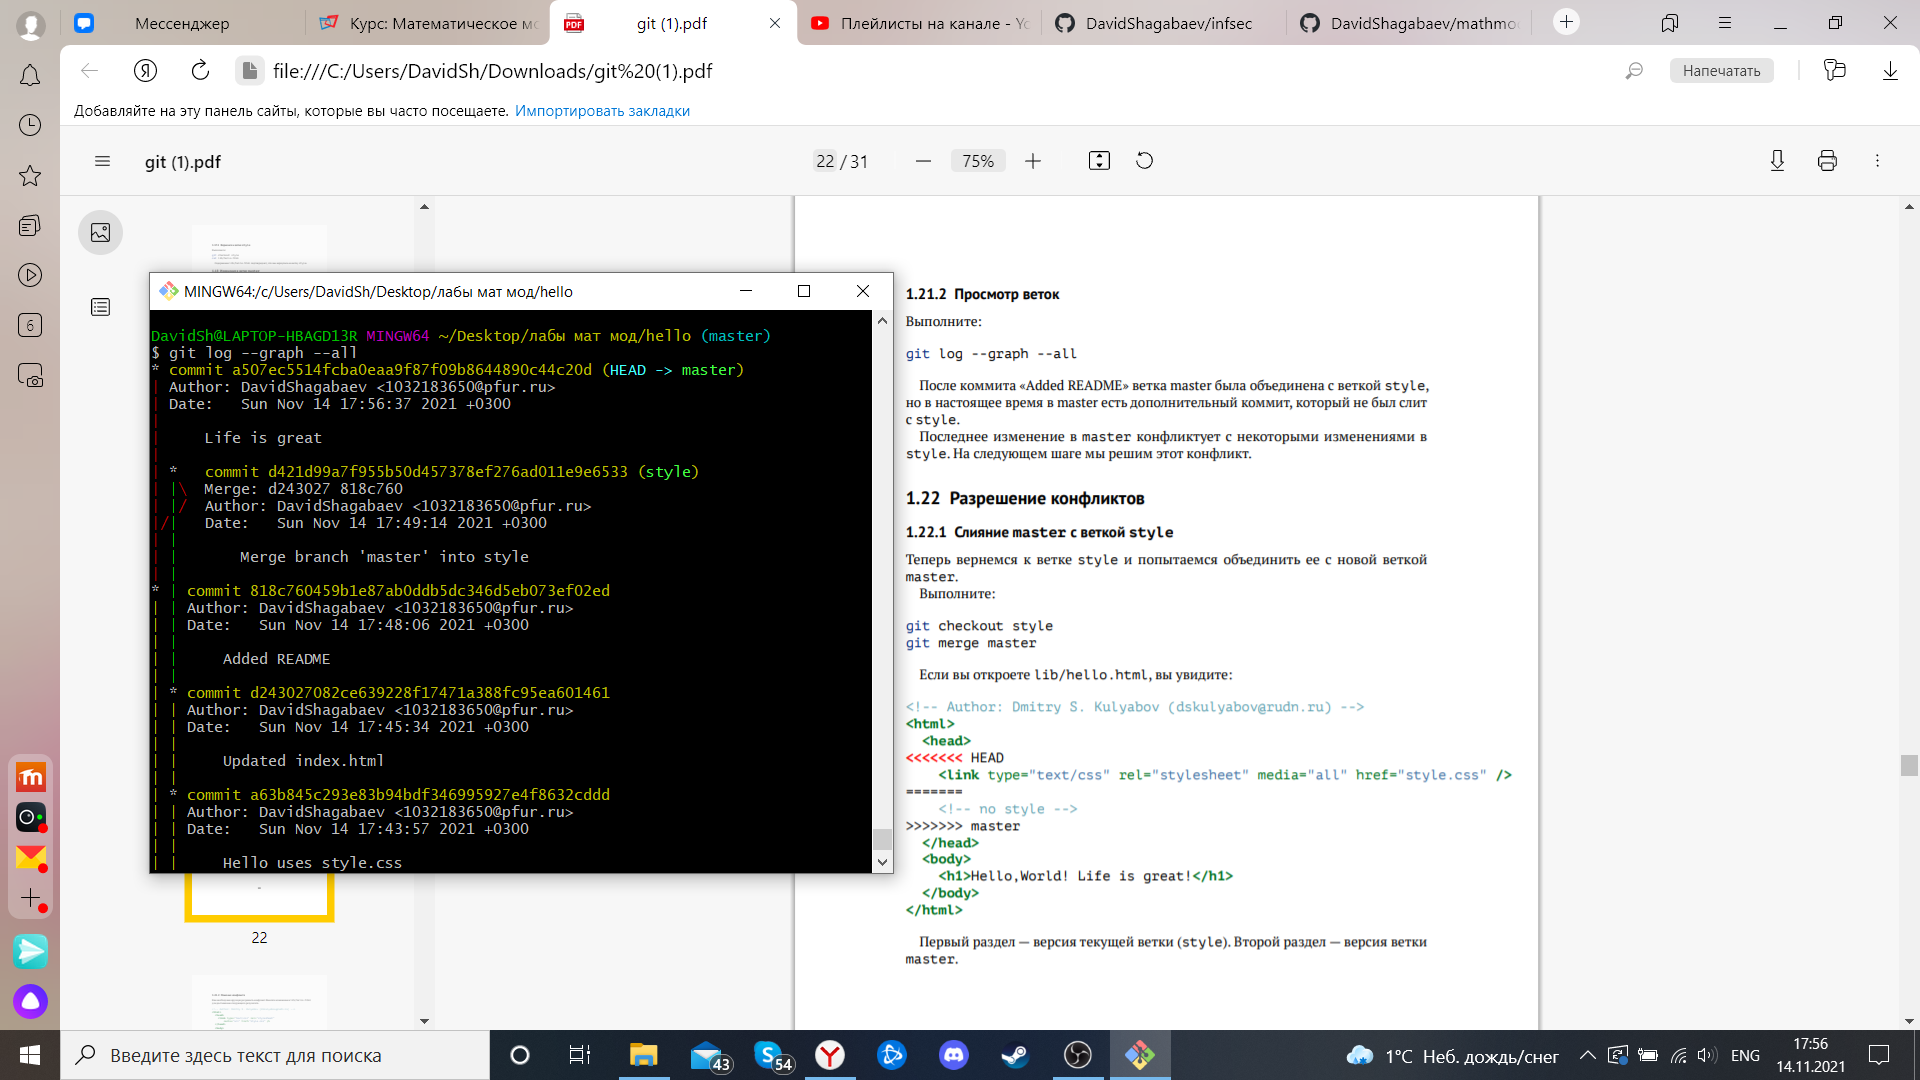 Мессенджер
Курс: Математическое мо
git (1).pdf
Плейлисты на канале - Yo
DavidShagabaev/infsec
DavidShagabaev/mathmo
file:///C:/Users/DavidSh/Downloads/git%20(1).pdf
Напечатать
Добавляйте на эту панель сайты, которые вы часто посещаете. Импортировать закладки
git (1).pdf
22 / 31
75%
MINGW64:/c/Users/DavidSh/Desktop/лабы мат мод/hello
DavidSh@LAPTOP-HBAGD13R MINGW64 ~/Desktop/лабы мат мод/hello (master)
$ git log --graph --all
* commit a507ec5514fcba0eaa9f87f09b8644890c44c20d (HEAD -> master)
| Author: DavidShagabaev <1032183650@pfur.ru>
| Date:   Sun Nov 14 17:56:37 2021 +0300
|
|     Life is great
|
| *   commit d421d99a7f955b50d457378ef276ad011e9e6533 (style)
| |\  Merge: d243027 818c760
| |/  Author: DavidShagabaev <1032183650@pfur.ru>
|/|   Date:   Sun Nov 14 17:49:14 2021 +0300
| |
| |       Merge branch 'master' into style
| |
* | commit 818c760459b1e87ab0ddb5dc346d5eb073ef02ed
| | Author: DavidShagabaev <1032183650@pfur.ru>
| | Date:   Sun Nov 14 17:48:06 2021 +0300
| |
| |     Added README
| |
| * commit d243027082ce639228f17471a388fc95ea601461
| | Author: DavidShagabaev <1032183650@pfur.ru>
| | Date:   Sun Nov 14 17:45:34 2021 +0300
| |
| |     Updated index.html
| |
| * commit a63b845c293e83b94bdf346995927e4f8632cddd
| | Author: DavidShagabaev <1032183650@pfur.ru>
| | Date:   Sun Nov 14 17:43:57 2021 +0300
| |
| |     Hello uses style.css
22
1.21.2 Просмотр веток
Выполните:
git log --graph --all
После коммита «Added README» ветка master была объединена с веткой style,
но в настоящее время в master есть дополнительный коммит, который не был слит
с style.
Последнее изменение в master конфликтует с некоторыми изменениями в
style. На следующем шаге мы решим этот конфликт.
1.22 Разрешение конфликтов
1.22.1 Слияние master с веткой style
Теперь вернемся к ветке style и попытаемся объединить ее с новой веткой
master.
Выполните:
git checkout style
git merge master
Если вы откроете lib/hello.html, вы увидите:
<!-- Author: Dmitry S. Kulyabov (dskulyabov@rudn.ru) -->
<html>
<head>
<<<<<<< HEAD
<link type="text/css" rel="stylesheet" media="all" href="style.css" />
=======
<!-- no style -->
>>>>>>> master
</head>
<body>
<h1>Hello,World! Life is great!</h1>
</body>
</html>
Первый раздел — версия текущей ветки (style). Второй раздел — версия ветки
master.
6
Введите здесь текст для поиска
43
54
1°C Неб. дождь/снег
ENG
17:56
14.11.2021